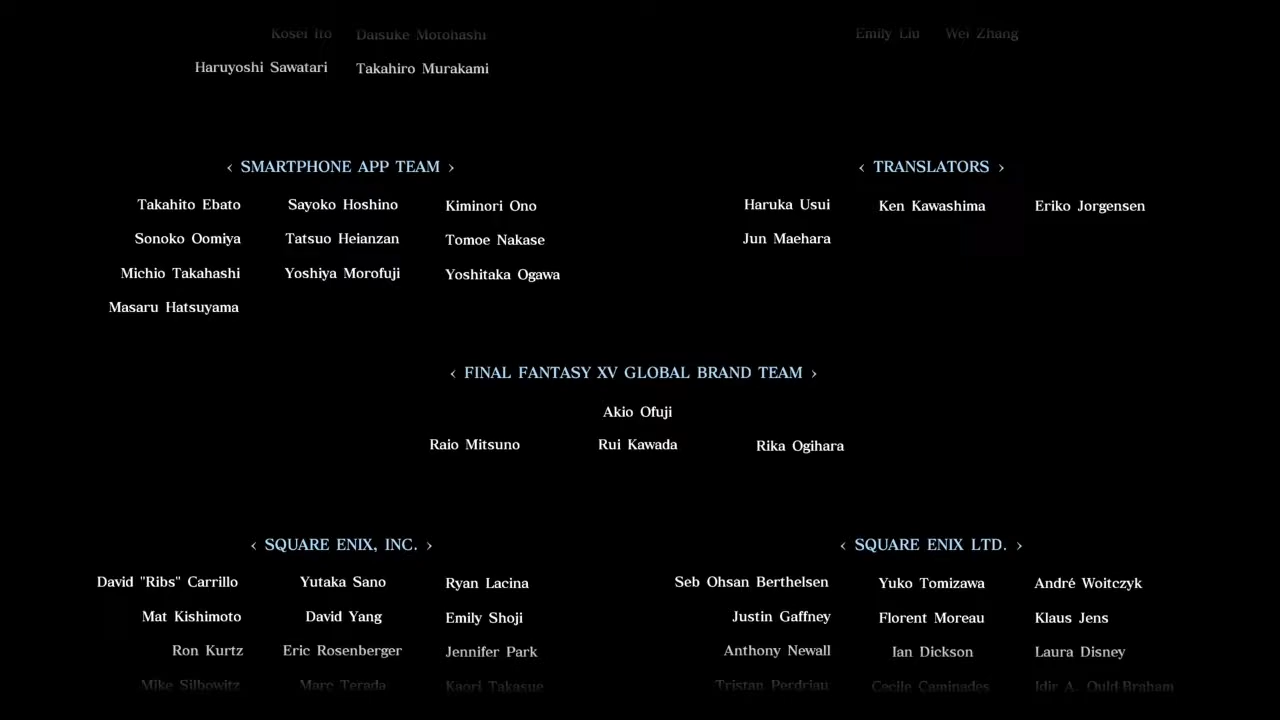 Kosei Ito Daisuke Motohashi Emily Liu Wei Zhang
Haruyoshi Sawatari Takahiro Murakami
‹ SMARTPHONE APP TEAM › ‹ TRANSLATORS ›
Takahito Ebato Sayoko Hoshino Kiminori Ono Haruka Usui Ken Kawashima Eriko Jorgensen
Sonoko Oomiya Tatsuo Heianzan Tomoe Nakase Jun Maehara
Michio Takahashi Yoshiya Morofuji Yoshitaka Ogawa
Masaru Hatsuyama
‹ FINAL FANTASY XV GLOBAL BRAND TEAM ›
Akio Ofuji
Raio Mitsuno Rui Kawada Rika Ogihara
‹ SQUARE ENIX, INC. › ‹ SQUARE ENIX LTD. ›
David "Ribs" Carrillo Yutaka Sano Ryan Lacina Seb Ohsan Berthelsen Yuko Tomizawa André Woitczyk
Mat Kishimoto David Yang Emily Shoji Justin Gaffney Florent Moreau Klaus Jens
Ron Kurtz Eric Rosenberger Jennifer Park Anthony Newall Ian Dickson Laura Disney
Mike Silbowitz Marc Terada Kaori Takasue Tristan Perdriau Cecile Caminades Idir A. Ould-Braham